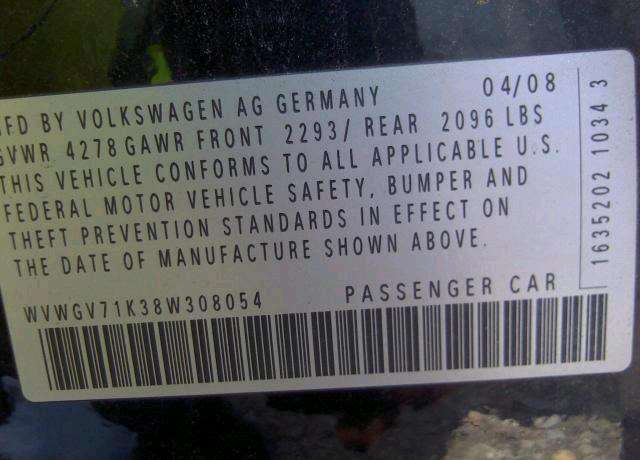 MFD BY VOLKSWAGEN AG GERMANY 04/08
GVWR 4278 GAWR FRONT 2293/ REAR 2096 LBS
THIS VEHICLE CONFORMS TO ALL APPLICABLE U.S.
FEDERAL MOTOR VEHICLE SAFETY, BUMPER AND
THEFT PREVENTION STANDARDS IN EFFECT ON
THE DATE OF MANUFACTURE SHOWN ABOVE.
WVWGV71K38W308054 PASSENGER CAR
1635202 1034 3